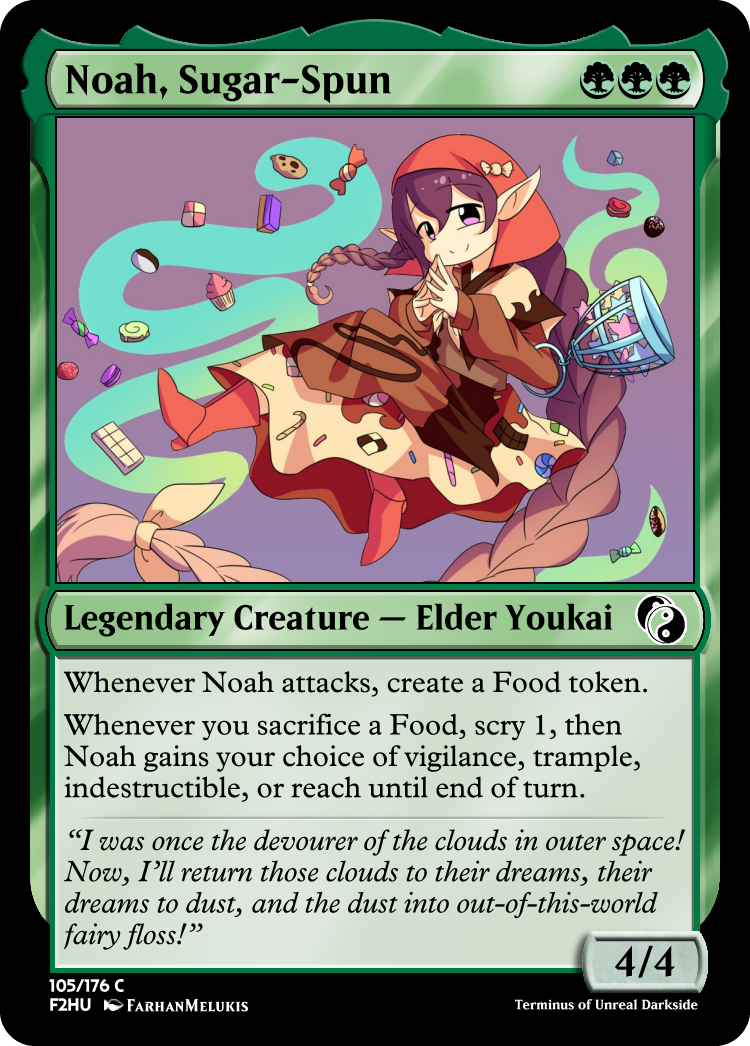 Noah, Sugar-Spun
Legendary Creature — Elder Youkai
Whenever Noah attacks, create a Food token.
Whenever you sacrifice a Food, scry 1, then
Noah gains your choice of vigilance, trample,
indestructible, or reach until end of turn.
“I was once the devourer of the clouds in outer space!
Now, I’ll return those clouds to their dreams, their
dreams to dust, and the dust into out-of-this-world
fairy floss!”
4/4
105/176 C
F2HU FarhanMelukis
Terminus of Unreal Darkside